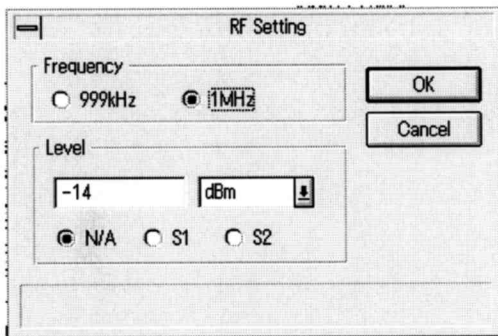 RF Setting
Frequency
999kHz 1MHz
OK
Cancel
Level
-14 dBm
N/A S1 S2